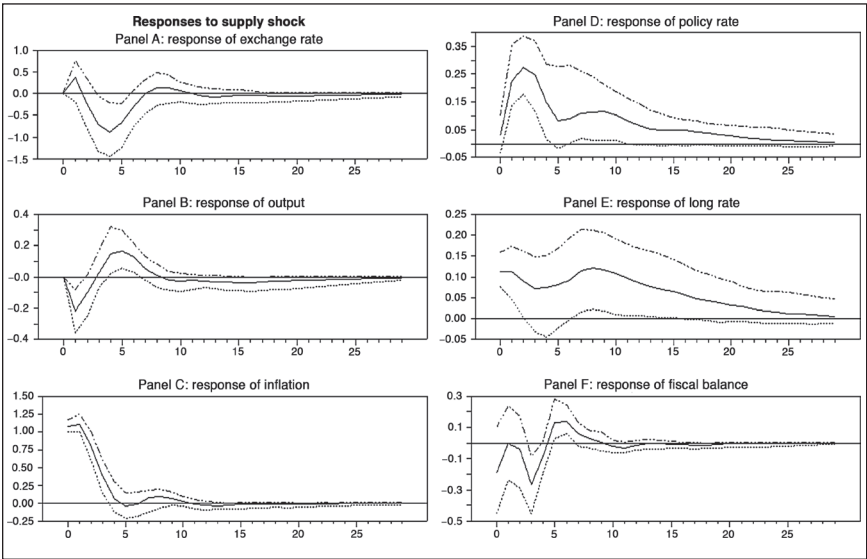 Responses to supply shock
Panel A: response of exchange rate
1.0
0.5
0.0
−0.5
−1.0
−1.5
0 5 10 15 20 25
Panel B: response of output
0.4
0.2
−0.0
−0.2
−0.4
0 5 10 15 20 25
Panel C: response of inflation
1.50
1.25
1.00
0.75
0.50
0.25
0.00
−0.25
0 5 10 15 20 25
Panel D: response of policy rate
0.35
0.25
0.15
0.05
−0.05
0 5 10 15 20 25
Panel E: response of long rate
0.25
0.20
0.15
0.10
0.05
0.00
−0.05
0 5 10 15 20 25
Panel F: response of fiscal balance
0.3
0.1
−0.1
−0.3
−0.5
0 5 10 15 20 25